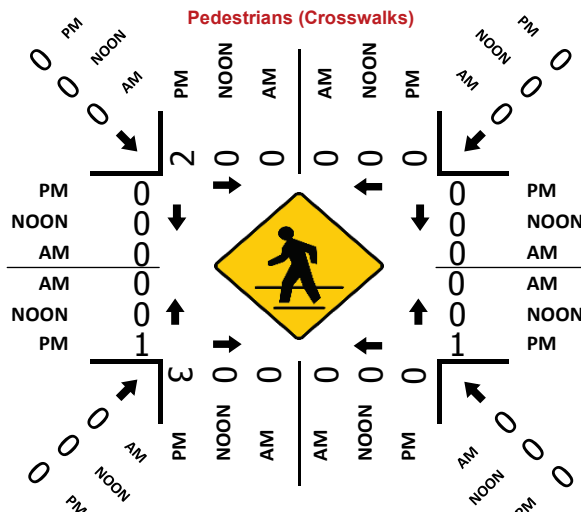 Pedestrians (Crosswalks)
0 PM
0 NOON
0 AM
PM NOON AM AM NOON PM
PM 0
NOON 0
AM 0
2 0 0 0 0 0
PM 0 0 PM
NOON 0 0 NOON
AM 0 0 AM
AM 0 0 AM
NOON 0 0 NOON
PM 1 1 PM
3 0 0 0 0 0
PM NOON AM AM NOON PM
0 AM
0 NOON
0 PM
AM 0
NOON 0
PM 0